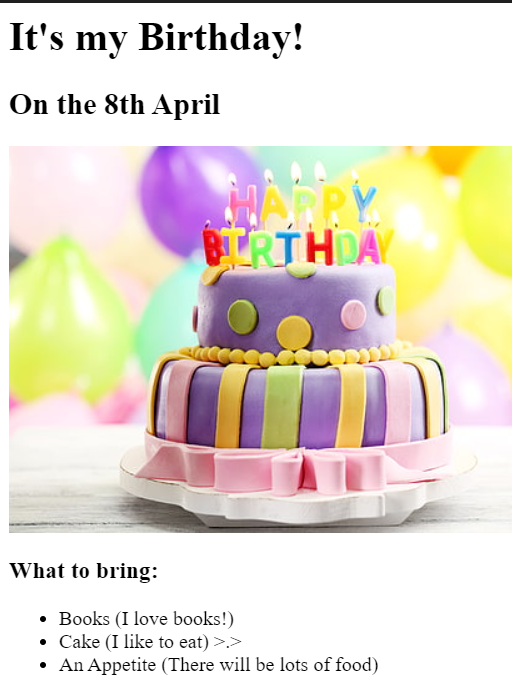 It's my Birthday!
On the 8th April
HAPPY
BIRTHDAY
What to bring:
Books (I love books!)
Cake (I like to eat) >.>
An Appetite (There will be lots of food)